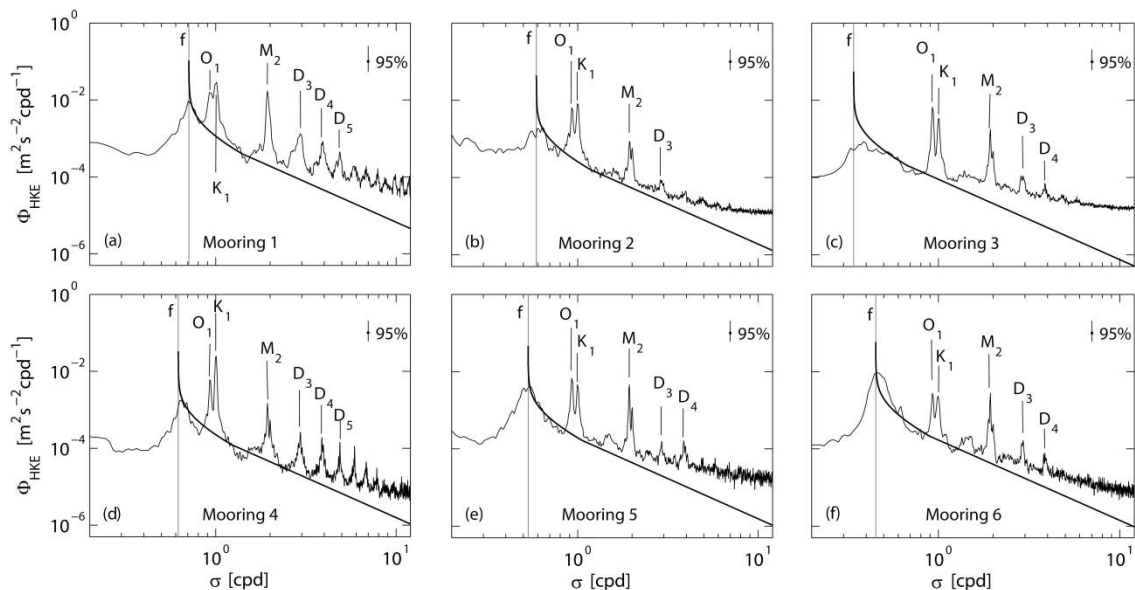 10⁰
10⁻²
10⁻⁴
10⁻⁶
Φ_HKE [m²s⁻²cpd⁻¹]
f
O₁
M₂
D₃
D₄
D₅
K₁
95%
(a)
Mooring 1
f
O₁
K₁
M₂
D₃
95%
(b)
Mooring 2
f
O₁
K₁
M₂
D₃
D₄
95%
(c)
Mooring 3
10⁰
10⁻²
10⁻⁴
10⁻⁶
Φ_HKE [m²s⁻²cpd⁻¹]
f
O₁
K₁
M₂
D₃
D₄
D₅
95%
(d)
Mooring 4
10⁰
10¹
σ [cpd]
f
O₁
K₁
M₂
D₃
D₄
95%
(e)
Mooring 5
10⁰
10¹
σ [cpd]
f
O₁
K₁
M₂
D₃
D₄
95%
(f)
Mooring 6
10⁰
10¹
σ [cpd]